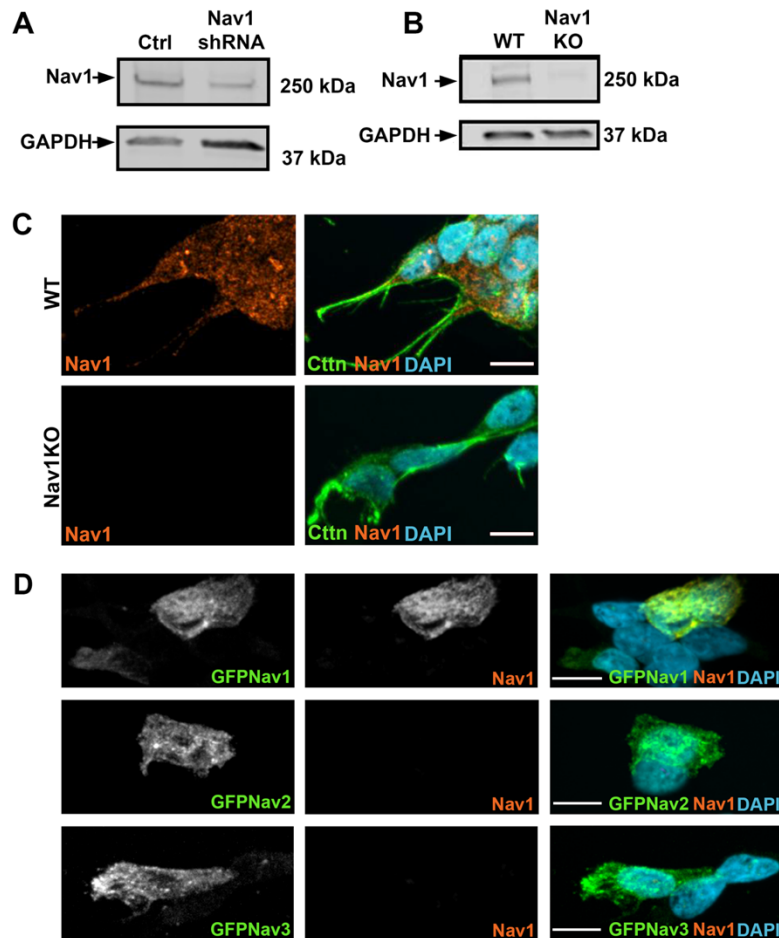 A
Ctrl
Nav1
shRNA
Nav1
250 kDa
GAPDH
37 kDa
B
WT
Nav1
KO
Nav1
250 kDa
GAPDH
37 kDa
C
WT
Nav1
Cttn Nav1 DAPI
Nav1KO
Nav1
Cttn Nav1 DAPI
D
GFPNav1
Nav1
GFPNav1 Nav1 DAPI
GFPNav2
Nav1
GFPNav2 Nav1 DAPI
GFPNav3
Nav1
GFPNav3 Nav1 DAPI